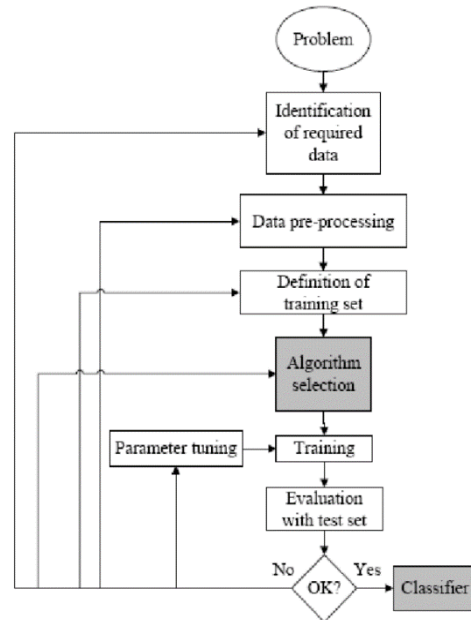 Problem
Identification
of required
data
Data pre-processing
Definition of
training set
Algorithm
selection
Parameter tuning
Training
Evaluation
with test set
No
OK?
Yes
Classifier